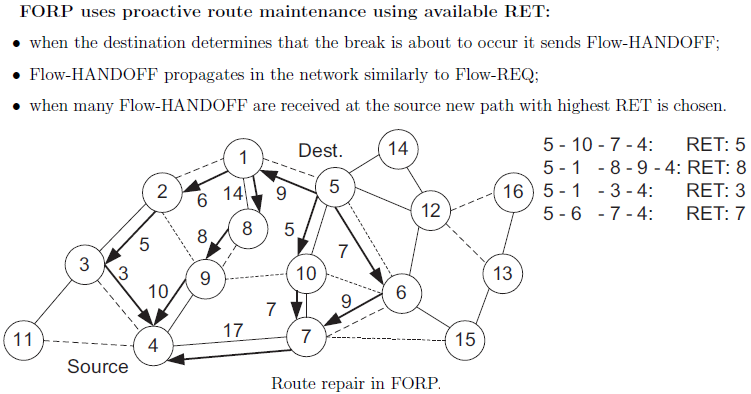 FORP uses proactive route maintenance using available RET:
• when the destination determines that the break is about to occur it sends Flow-HANDOFF;
• Flow-HANDOFF propagates in the network similarly to Flow-REQ;
• when many Flow-HANDOFF are received at the source new path with highest RET is chosen.
14
Dest.
5 - 10 - 7 - 4: RET: 5
1
5 - 1 - 8 - 9 - 4: RET: 8
2
6
14
9
5
16
5 - 1 - 3 - 4: RET: 3
12
5 - 6 - 7 - 4: RET: 7
8
8
5
5
7
3
3
9
10
13
10
6
7
9
11
4
17
7
15
Source
Route repair in FORP.